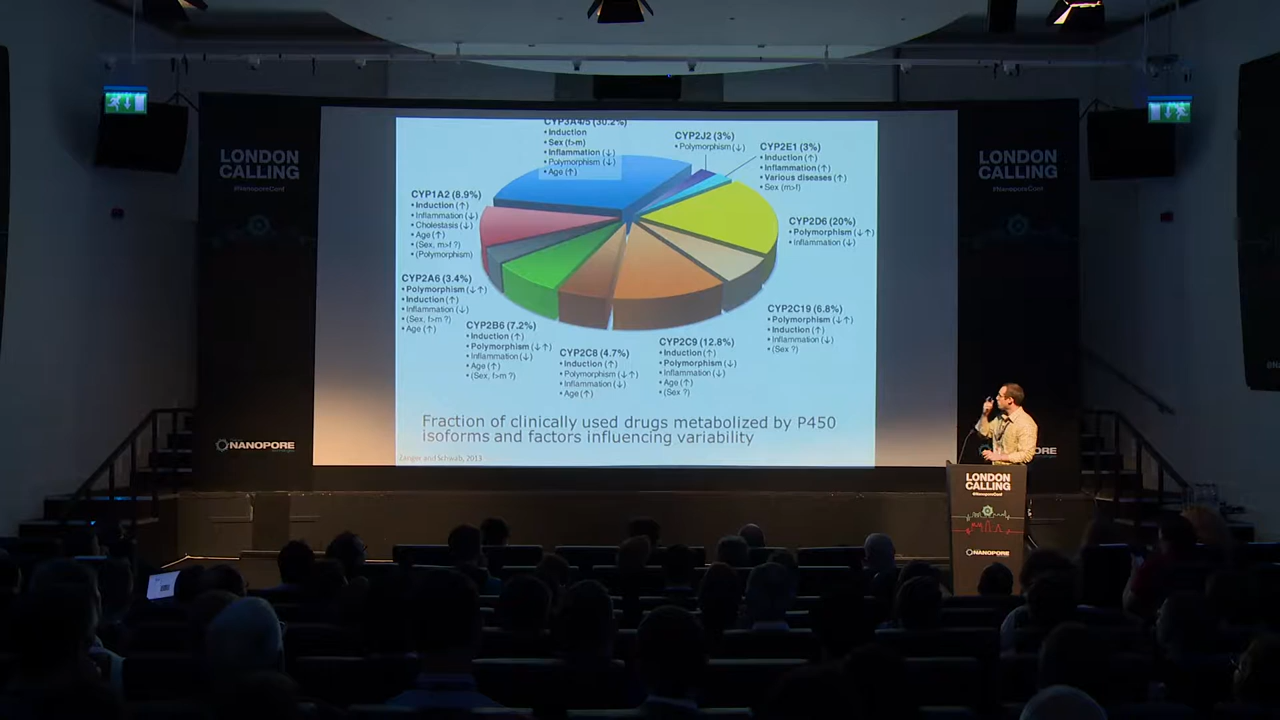 LONDON
CALLING
#NanoporeConf
NANOPORE
CYP3A4/5 (30.2%)
• Induction
• Sex (f>m)
• Inflammation (↓)
• Polymorphism (↓)
• Age (↑)
CYP2J2 (3%)
• Polymorphism (↓)
CYP2E1 (3%)
• Induction (↑)
• Inflammation (↑)
• Various diseases (↑)
• Sex (m>f)
CYP2D6 (20%)
• Polymorphism (↓↑)
• Inflammation (↓)
CYP2C19 (6.8%)
• Polymorphism (↓↑)
• Induction (↑)
• Inflammation (↓)
• (Sex ?)
CYP2C9 (12.8%)
• Induction (↑)
• Polymorphism (↓)
• Inflammation (↓)
• Age (↑)
• (Sex ?)
CYP2C8 (4.7%)
• Induction (↑)
• Polymorphism (↓↑)
• Inflammation (↓)
• Age (↑)
CYP2B6 (7.2%)
• Induction (↑)
• Polymorphism (↓↑)
• Inflammation (↓)
• Age (↑)
• (Sex, f>m ?)
CYP2A6 (3.4%)
• Polymorphism (↓↑)
• Induction (↑)
• Inflammation (↓)
• (Sex, f>m ?)
• Age (↑)
CYP1A2 (8.9%)
• Induction (↑)
• Inflammation (↓)
• Cholestasis (↓)
• Age (↑)
• (Sex, m>f ?)
• (Polymorphism)
Fraction of clinically used drugs metabolized by P450
isoforms and factors influencing variability
Zanger and Schwab, 2013
LONDON
CALLING
#NanoporeConf
ORE
LONDON
CALLING
#NanoporeConf
NANOPORE